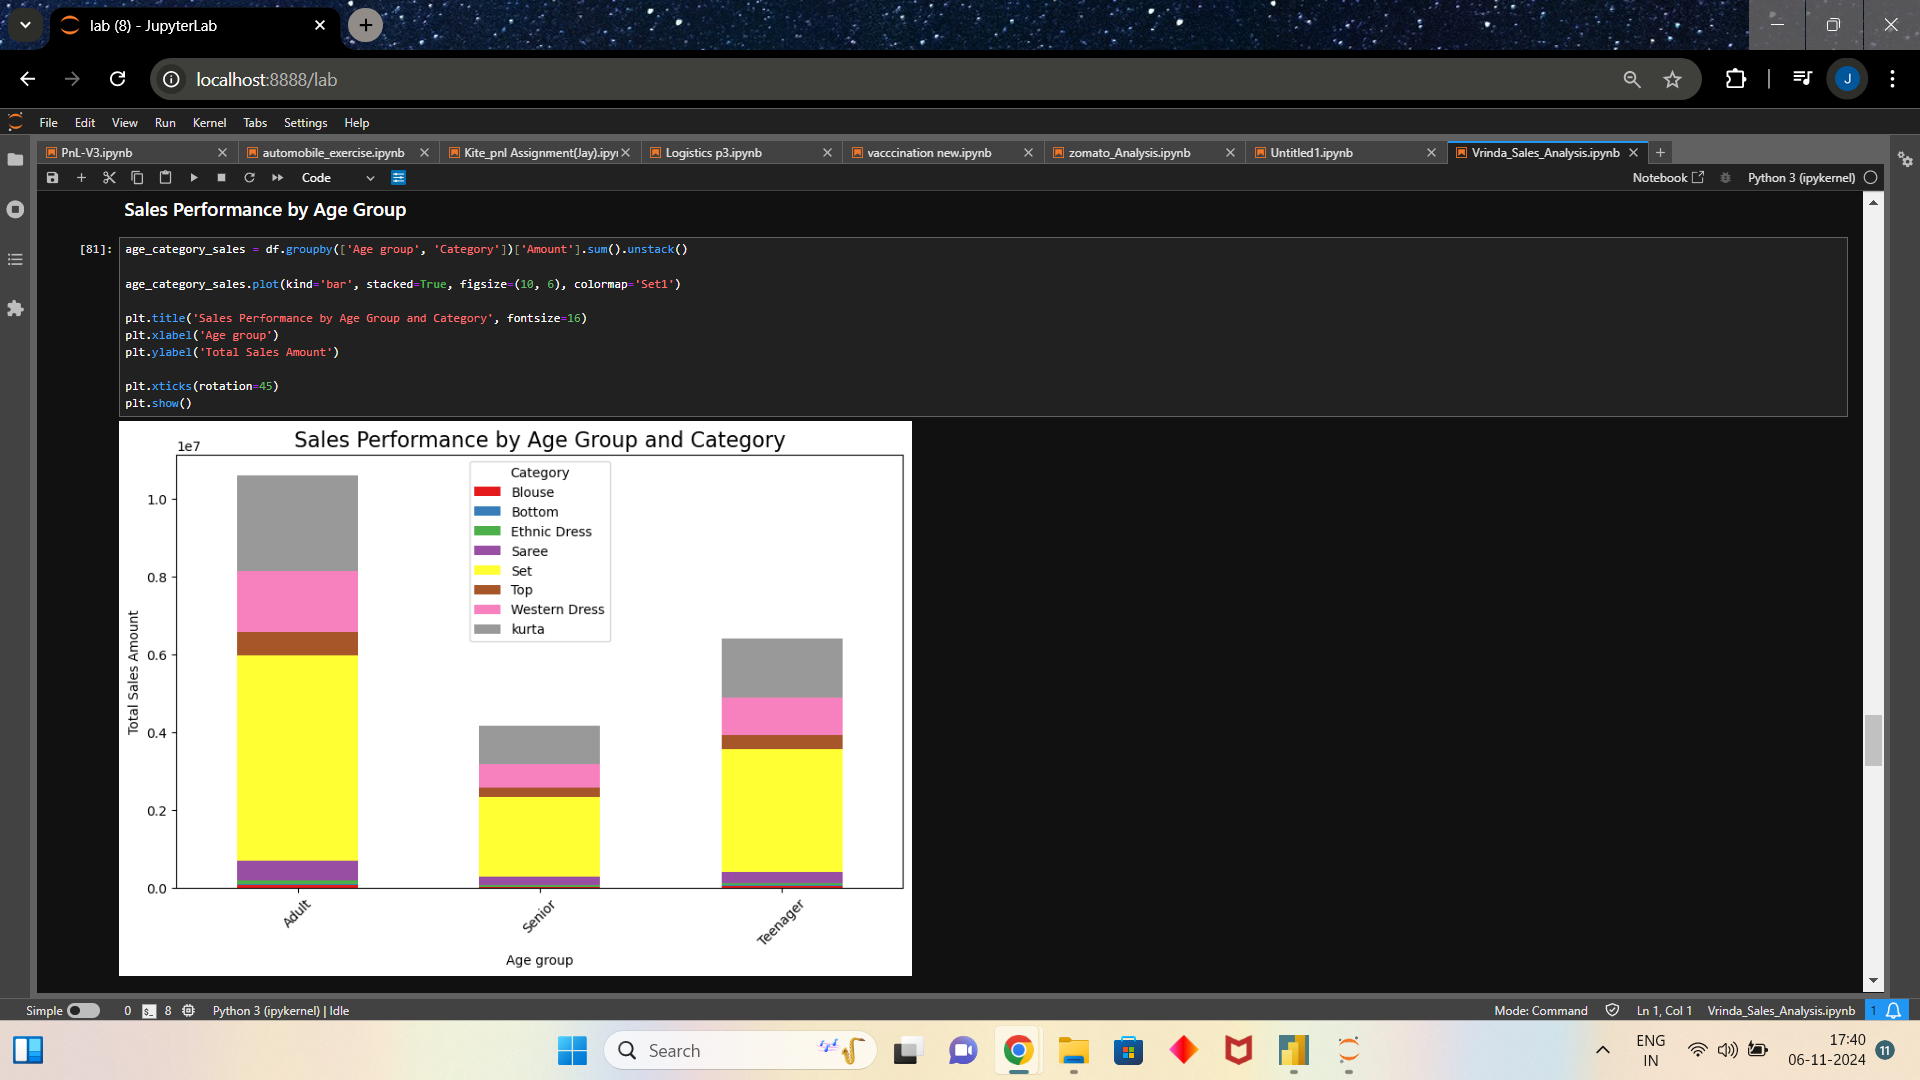 lab (8) - JupyterLab
localhost:8888/lab
J
File Edit View Run Kernel Tabs Settings Help
PnL-V3.ipynb automobile_exercise.ipynb Kite_pnl Assignment(Jay).ipyi Logistics p3.ipynb vacccination new.ipynb zomato_Analysis.ipynb Untitled1.ipynb Vrinda_Sales_Analysis.ipynb
Code Notebook Python 3 (ipykernel)
Sales Performance by Age Group
[81]: age_category_sales = df.groupby(['Age group', 'Category'])['Amount'].sum().unstack()
age_category_sales.plot(kind='bar', stacked=True, figsize=(10, 6), colormap='Set1')
plt.title('Sales Performance by Age Group and Category', fontsize=16)
plt.xlabel('Age group')
plt.ylabel('Total Sales Amount')
plt.xticks(rotation=45)
plt.show()
Sales Performance by Age Group and Category
1e7
Category
Blouse
Bottom
Ethnic Dress
Saree
Set
Top
Western Dress
kurta
1.0
0.8
0.6
0.4
0.2
0.0
Total Sales Amount
Adult Senior Teenager
Age group
Simple 0 $_ 8 Python 3 (ipykernel) | Idle Mode: Command Ln 1, Col 1 Vrinda_Sales_Analysis.ipynb 1
Search
ENG
IN
17:40
06-11-2024
11